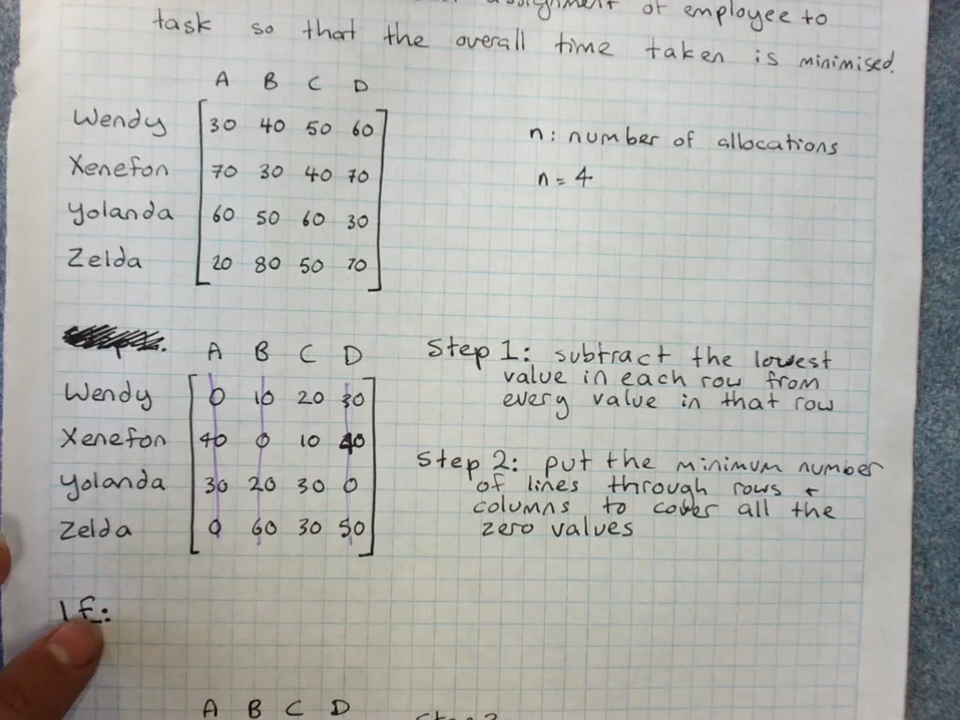 assignment of employee to
task so that the overall time taken is minimised.
A B C D
Wendy 30 40 50 60
Xenefon 70 30 40 70
Yolanda 60 50 60 30
Zelda 20 80 50 70
n: number of allocations
n = 4
A B C D
Wendy 0 10 20 30
Xenefon 40 0 10 40
Yolanda 30 20 30 0
Zelda 0 60 30 50
Step 1: subtract the lowest
value in each row from
every value in that row
Step 2: put the minimum number
of lines through rows +
columns to cover all the
zero values
If:
A B C D